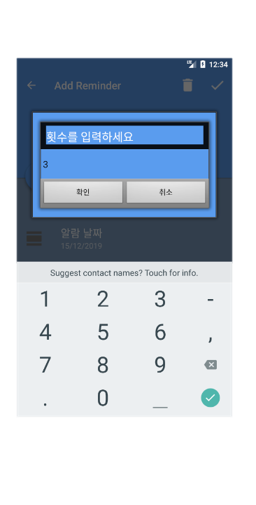 12:34
Add Reminder
횟수를 입력하세요
3
확인 취소
알람 날짜
15/12/2019
Suggest contact names? Touch for info.
1 2 3 -
4 5 6 ,
7 8 9
. 0 _